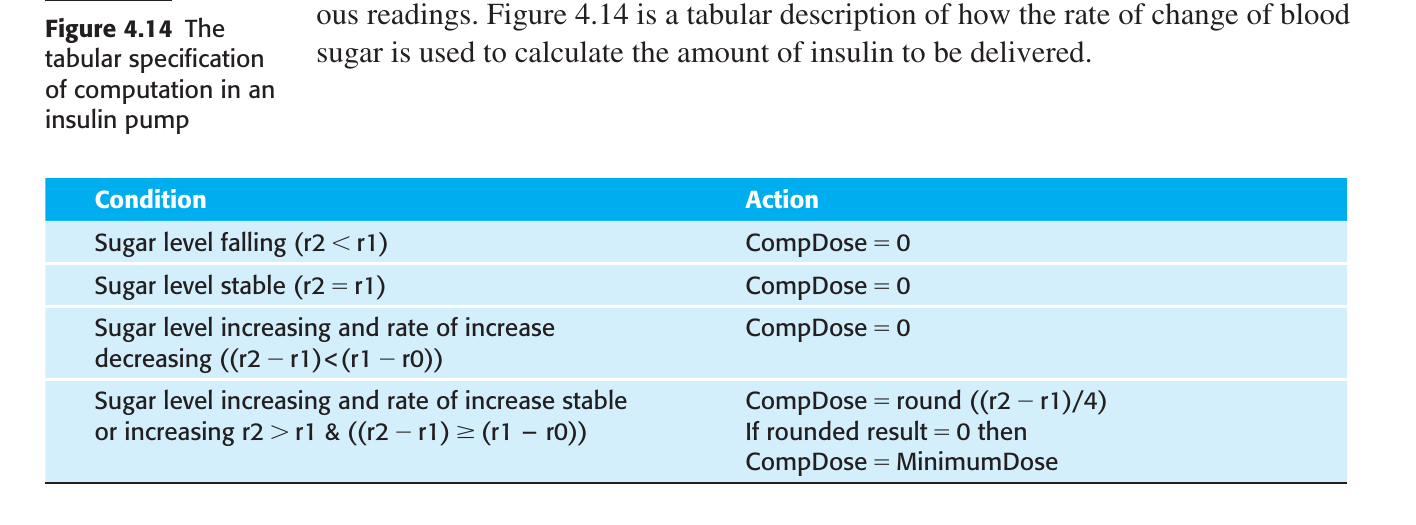 Figure 4.14 The
tabular specification
of computation in an
insulin pump
ous readings. Figure 4.14 is a tabular description of how the rate of change of blood
sugar is used to calculate the amount of insulin to be delivered.
Condition Action
Sugar level falling (r2 < r1) CompDose = 0
Sugar level stable (r2 = r1) CompDose = 0
Sugar level increasing and rate of increase CompDose = 0
decreasing ((r2 − r1)<(r1 − r0))
Sugar level increasing and rate of increase stable CompDose = round ((r2 − r1)/4)
or increasing r2 > r1 & ((r2 − r1) ≥ (r1 − r0)) If rounded result = 0 then
CompDose = MinimumDose